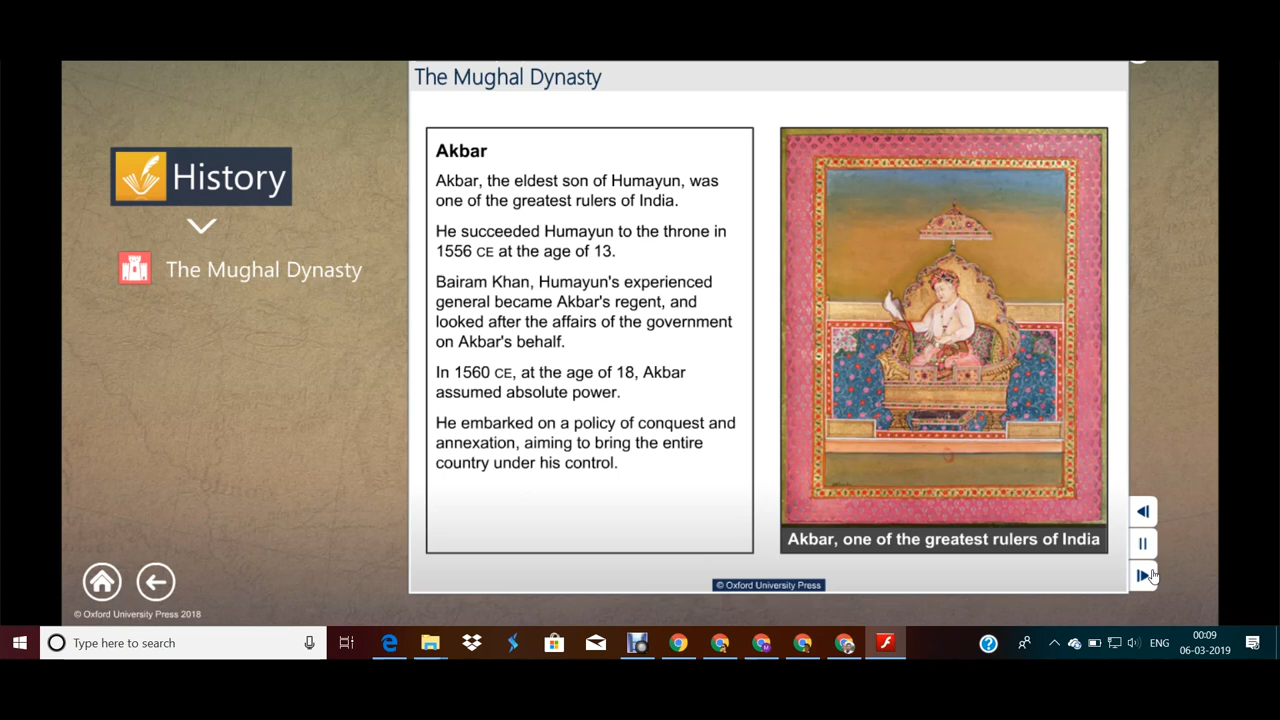 The Mughal Dynasty
History
The Mughal Dynasty
Akbar
Akbar, the eldest son of Humayun, was
one of the greatest rulers of India.
He succeeded Humayun to the throne in
1556 CE at the age of 13.
Bairam Khan, Humayun's experienced
general became Akbar's regent, and
looked after the affairs of the government
on Akbar's behalf.
In 1560 CE, at the age of 18, Akbar
assumed absolute power.
He embarked on a policy of conquest and
annexation, aiming to bring the entire
country under his control.
Akbar, one of the greatest rulers of India
© Oxford University Press
© Oxford University Press 2018
Type here to search
ENG
00:09
06-03-2019